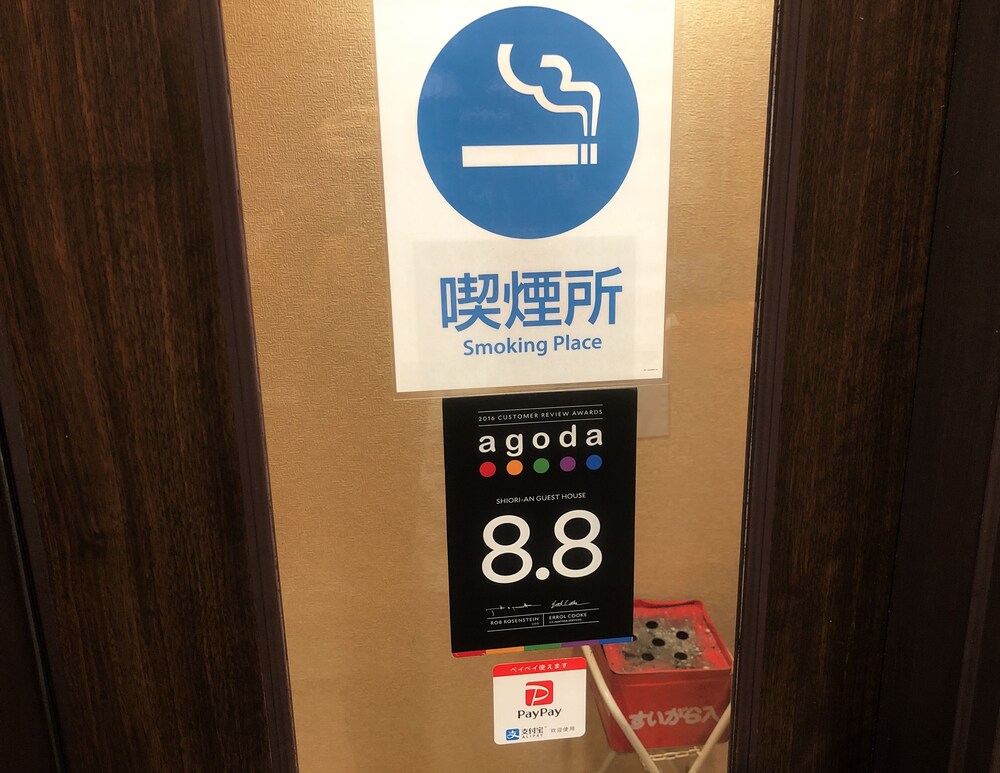 喫煙所
Smoking Place
2016 CUSTOMER REVIEW AWARDS
agoda
SHIORI-AN GUEST HOUSE
8.8
ROB ROSENSTEIN
ERROL COOKE
ペイペイ使えます
PayPay
支付宝
ALIPAY
欢迎使用
すいがら入